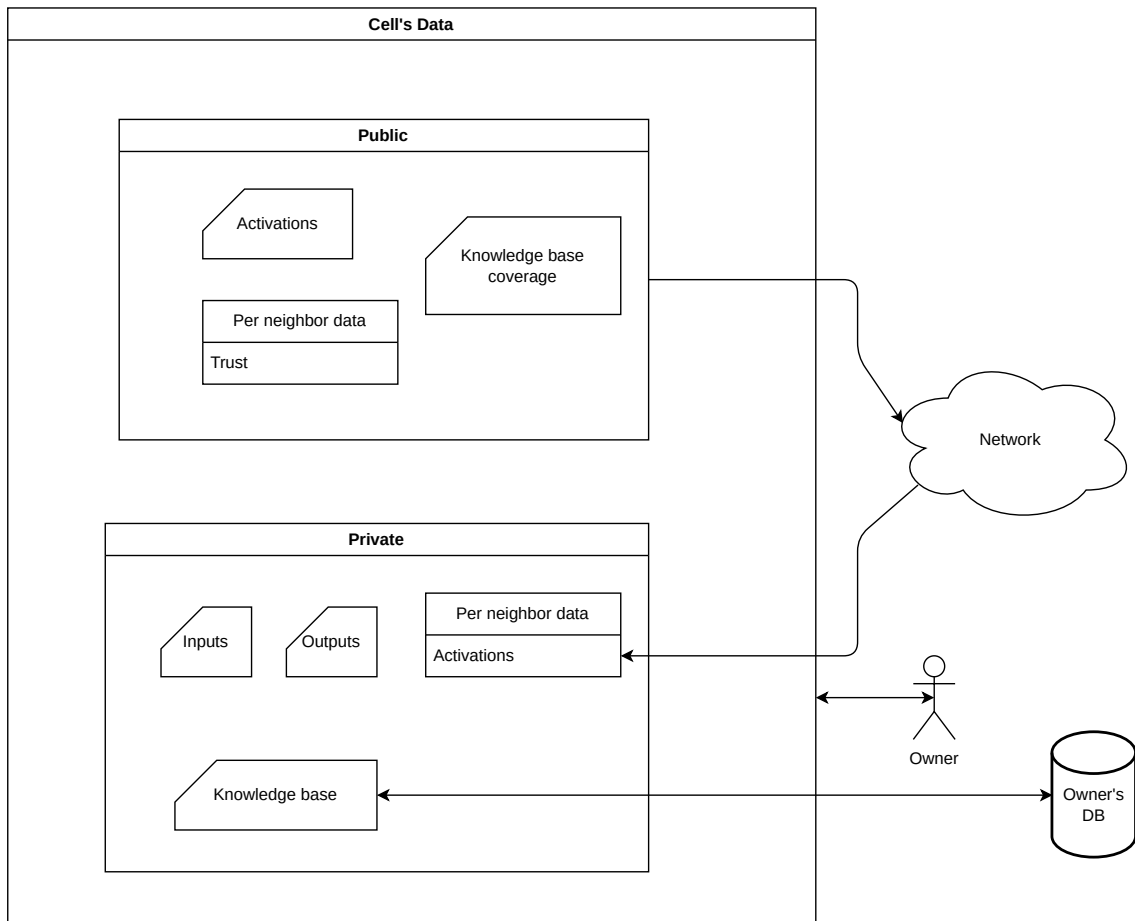 Cell's Data
Public
Activations
Knowledge base
coverage
Per neighbor data
Trust
Network
Private
Inputs
Outputs
Per neighbor data
Activations
Owner
Knowledge base
Owner's
DB